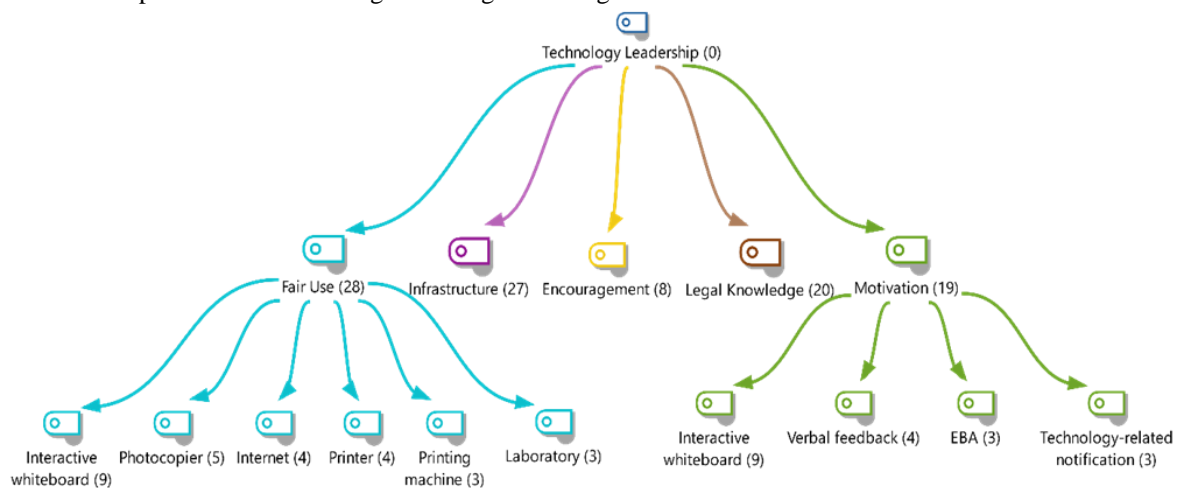 Technology Leadership (0)
Fair Use (28)
Infrastructure (27)
Encouragement (8)
Legal Knowledge (20)
Motivation (19)
Interactive
whiteboard (9)
Photocopier (5)
Internet (4)
Printer (4)
Printing
machine (3)
Laboratory (3)
Interactive
whiteboard (9)
Verbal feedback (4)
EBA (3)
Technology-related
notification (3)